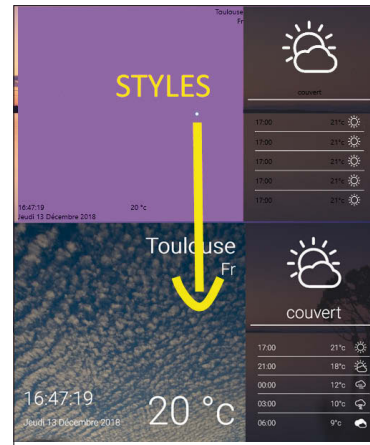 Toulouse
Fr
STYLES
couvert
17:00 21°c
17:00 21°c
17:00 21°c
17:00 21°c
17:00 21°c
16:47:19 20 °c
Jeudi 13 Décembre 2018
Toulouse
Fr
couvert
17:00 21°c
21:00 18°c
00:00 12°c
03:00 10°c
06:00 9°c
16:47:19
Jeudi 13 Décembre 2018
20 °c